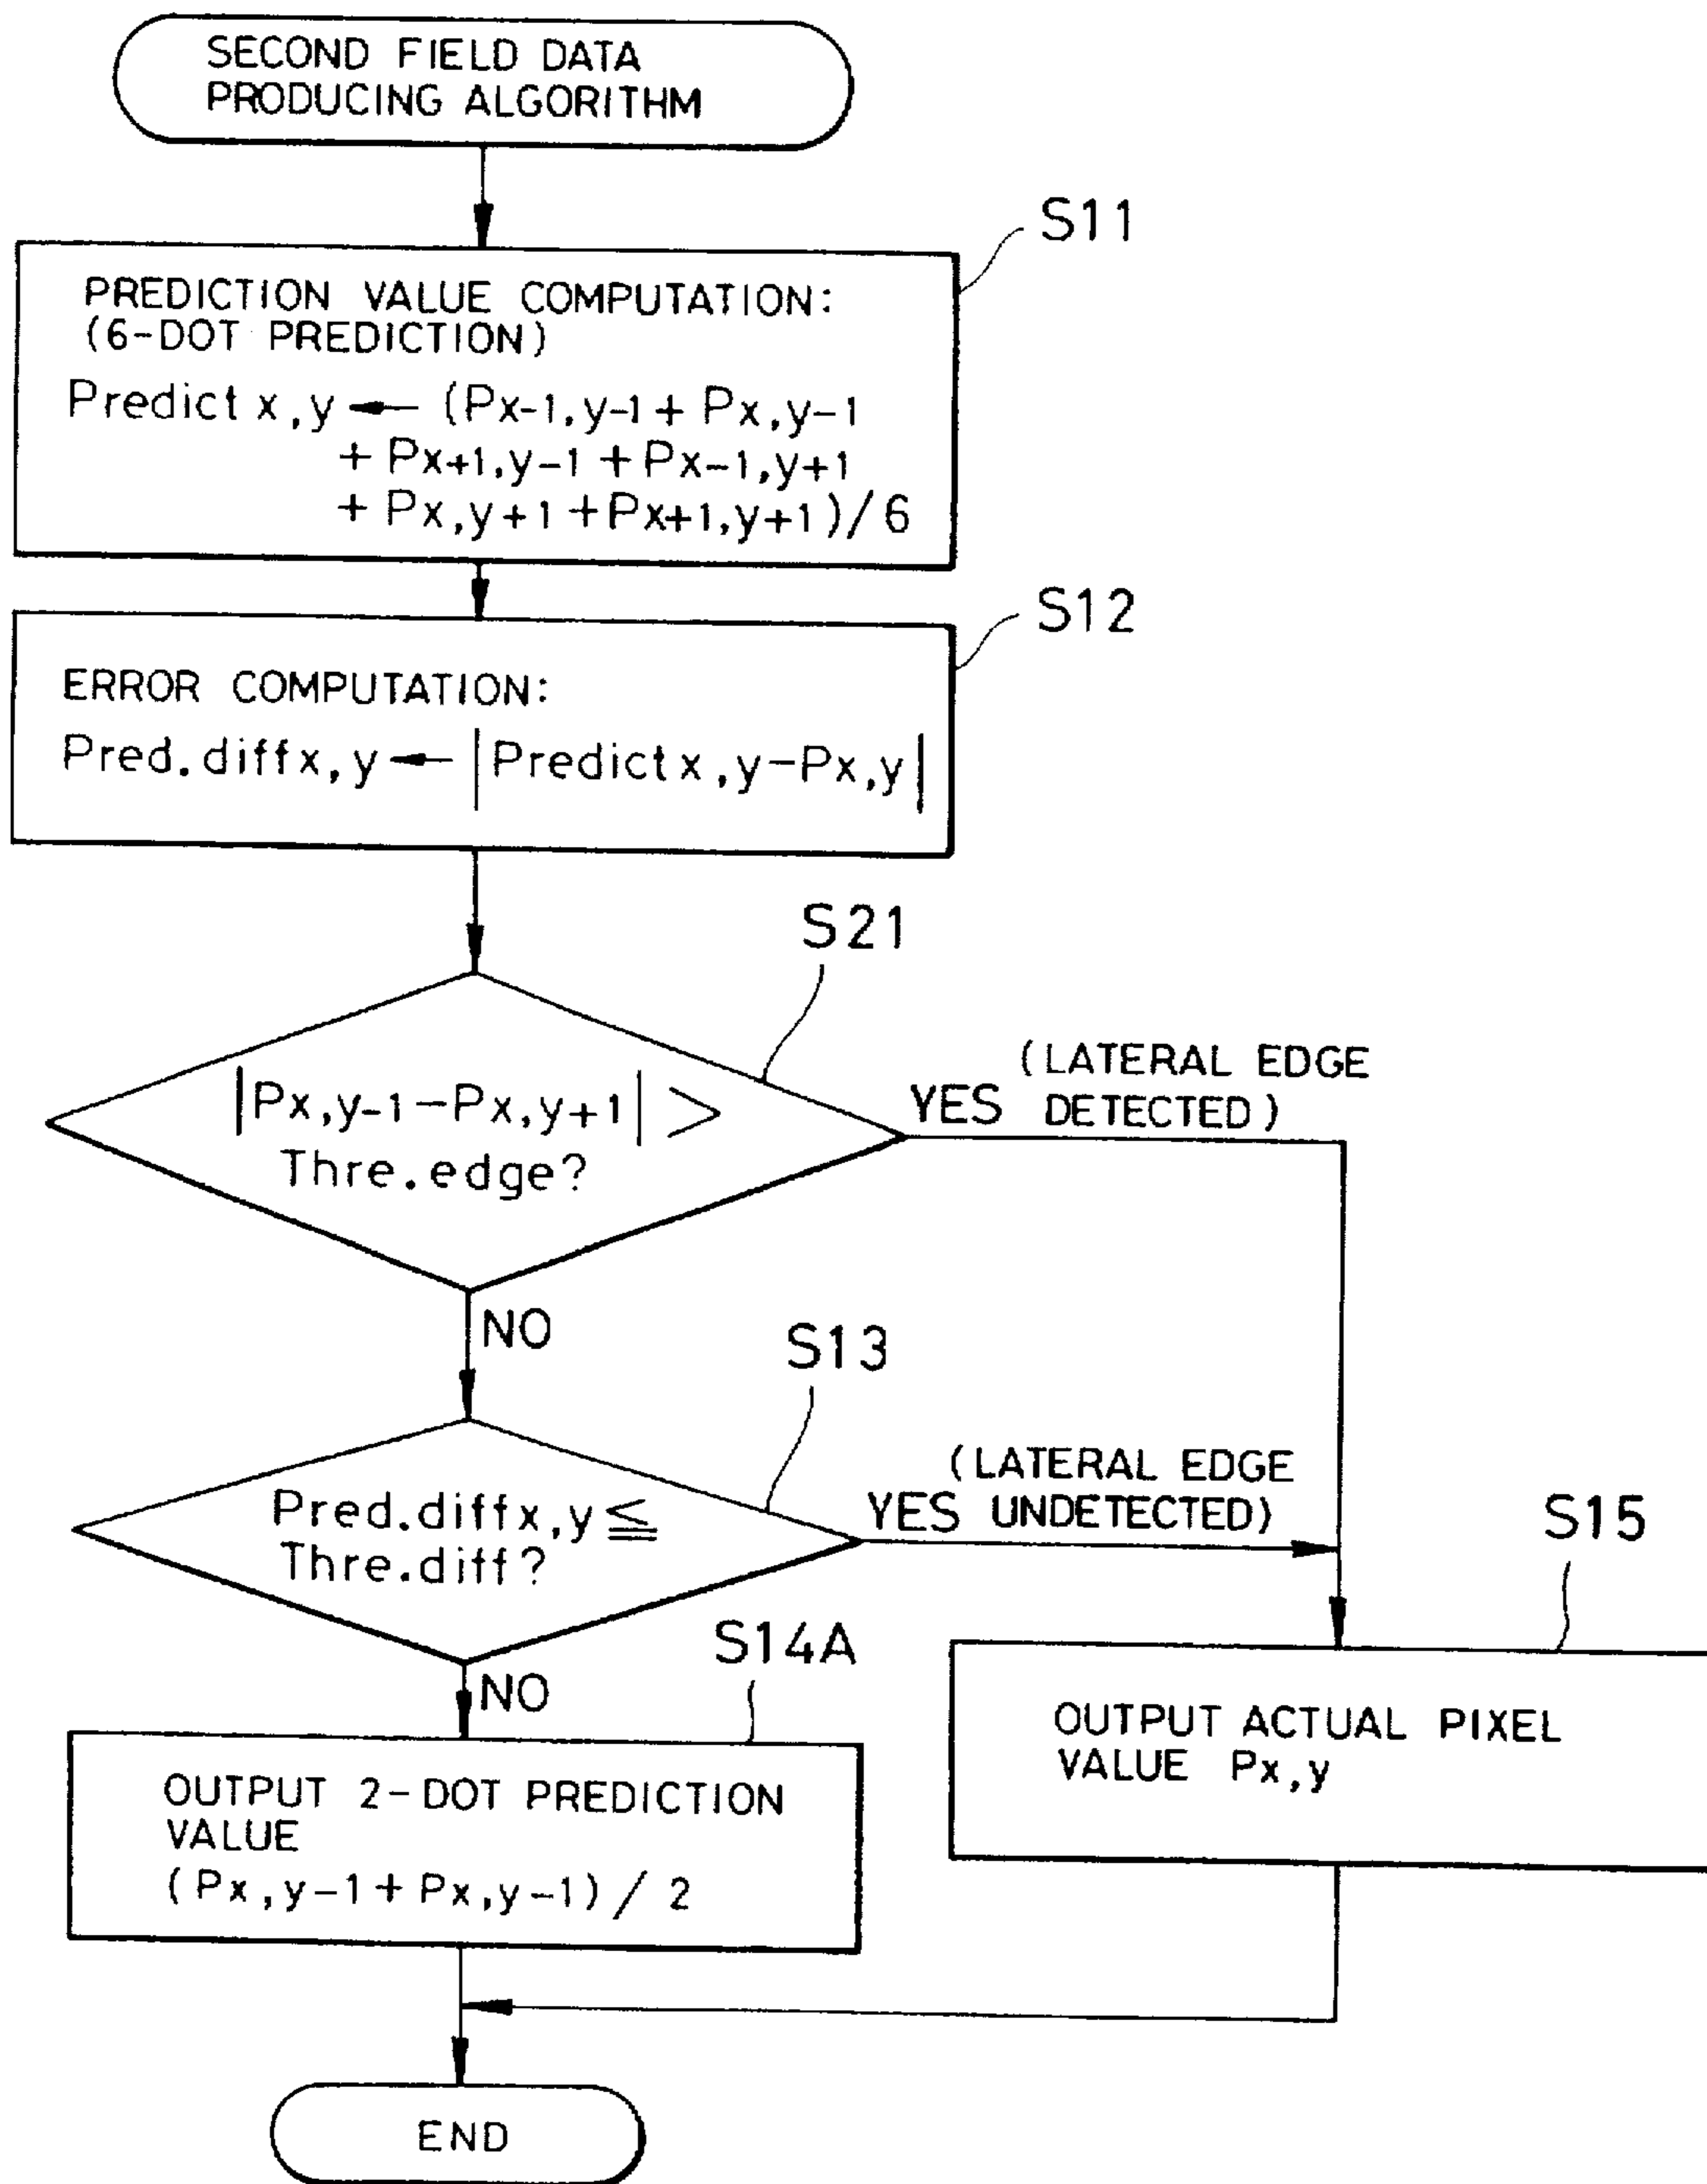 SECOND FIELD DATA
PRODUCING ALGORITHM
S11
PREDICTION VALUE COMPUTATION:
(6-DOT PREDICTION)
Predict x,y ← (Px-1,y-1 + Px,y-1
+ Px+1,y-1 + Px-1,y+1
+ Px,y+1 + Px+1,y+1)/6
S12
ERROR COMPUTATION:
Pred.diffx,y ← |Predict x,y-Px,y|
S21
|Px,y-1-Px,y+1| >
Thre.edge?
YES (LATERAL EDGE
DETECTED)
NO
S13
Pred.diffx,y ≦
Thre.diff?
YES (LATERAL EDGE
UNDETECTED)
NO
S14A
OUTPUT 2-DOT PREDICTION
VALUE
(Px,y-1 + Px,y-1) / 2
S15
OUTPUT ACTUAL PIXEL
VALUE Px,y
END